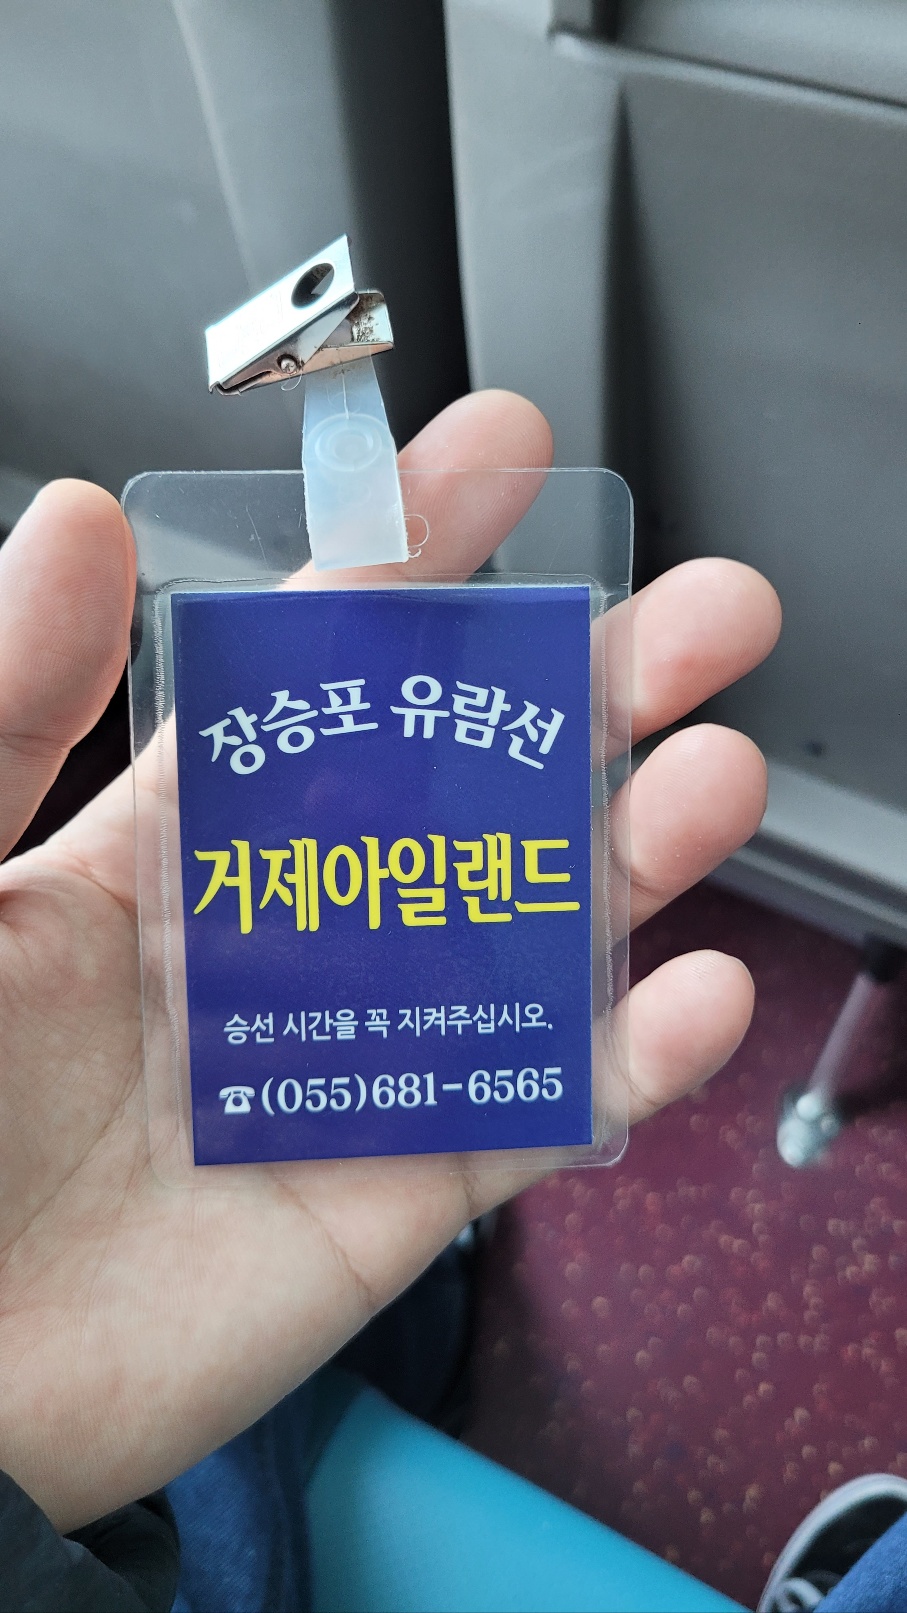 장승포 유람선
거제아일랜드
승선 시간을 꼭 지켜주십시오.
☎(055)681-6565